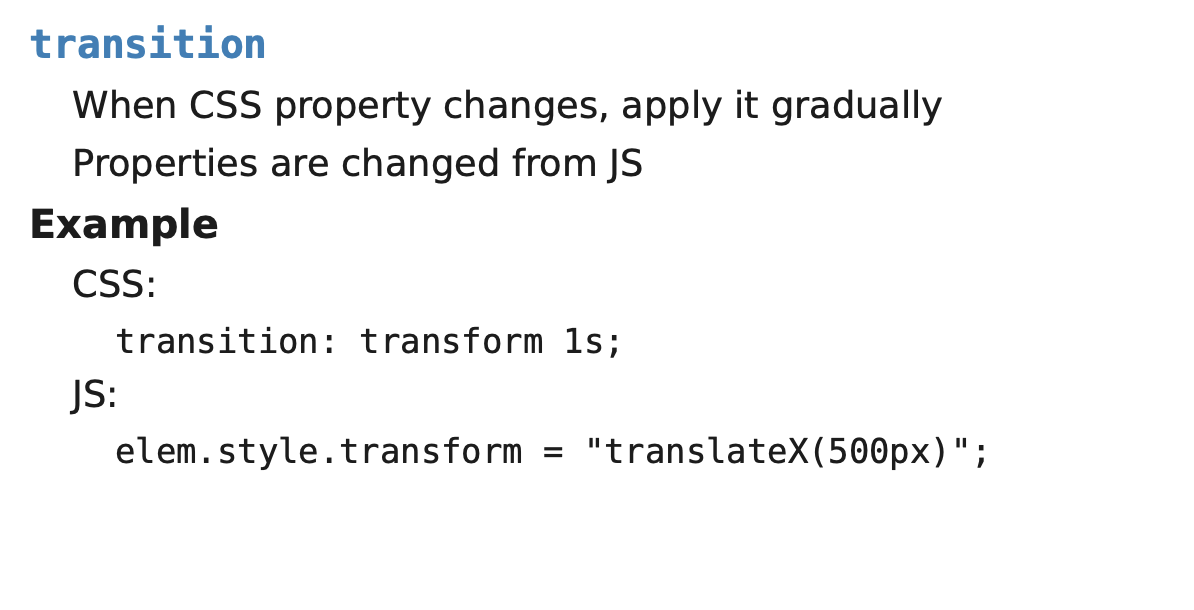 transition
When CSS property changes, apply it gradually
Properties are changed from JS
Example
CSS:
transition: transform 1s;
JS:
elem.style.transform = "translateX(500px)";